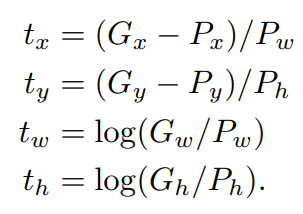 t_x = (G_x − P_x)/P_w
t_y = (G_y − P_y)/P_h
t_w = log(G_w/P_w)
t_h = log(G_h/P_h).